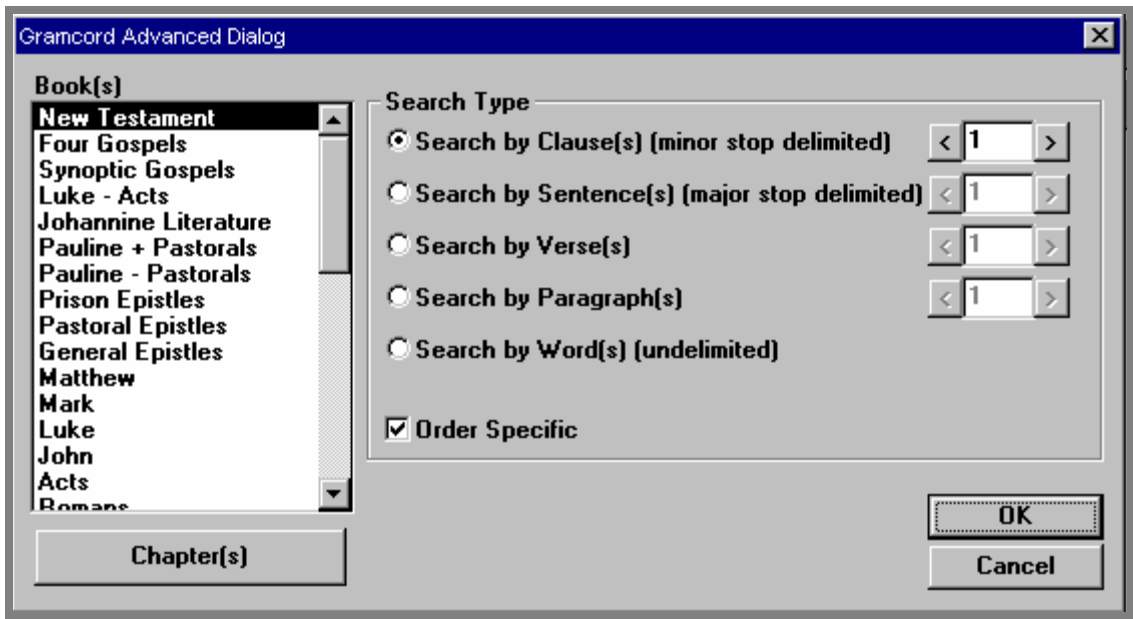 Gramcord Advanced Dialog
Book(s)
New Testament
Four Gospels
Synoptic Gospels
Luke - Acts
Johannine Literature
Pauline + Pastorals
Pauline - Pastorals
Prison Epistles
Pastoral Epistles
General Epistles
Matthew
Mark
Luke
John
Acts
Romans
Chapter(s)
Search Type
Search by Clause(s) (minor stop delimited) < 1 >
Search by Sentence(s) (major stop delimited) < 1 >
Search by Verse(s) < 1 >
Search by Paragraph(s) < 1 >
Search by Word(s) (undelimited)
Order Specific
OK
Cancel